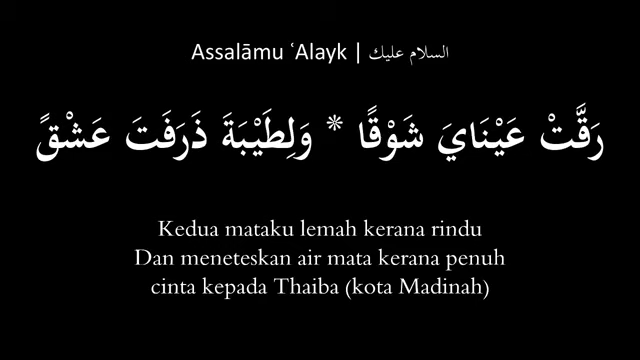 Assalāmu ʿAlayk | السلام عليك
رَقَّتْ عَيْنَايَ شَوْقًا * وَلِطَيْبَةَ ذَرَفَتَ عَشْقً
Kedua mataku lemah kerana rindu
Dan meneteskan air mata kerana penuh
cinta kepada Thaiba (kota Madinah)